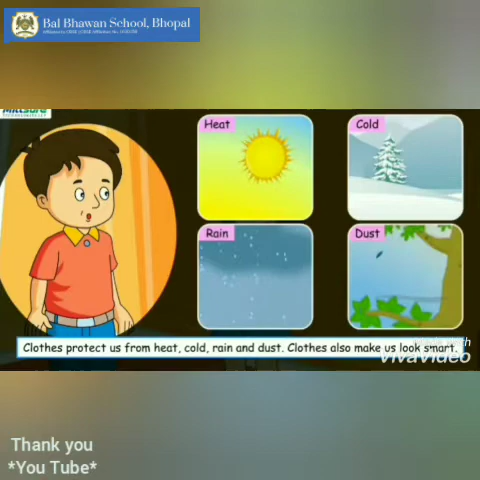 Bal Bhawan School, Bhopal
Heat
Cold
Rain
Dust
Clothes protect us from heat, cold, rain and dust. Clothes also make us look smart.
VivaVideo
Thank you
*You Tube*